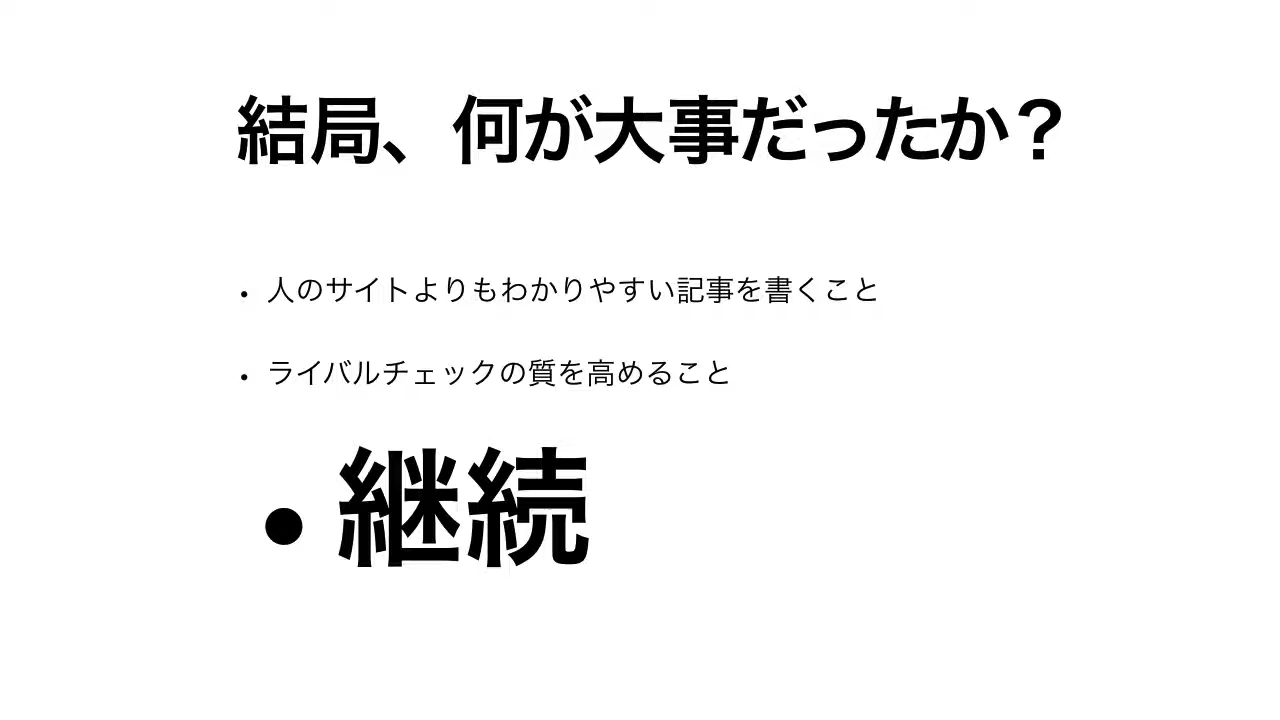 結局、何が大事だったか？
• 人のサイトよりもわかりやすい記事を書くこと
• ライバルチェックの質を高めること
• 継続